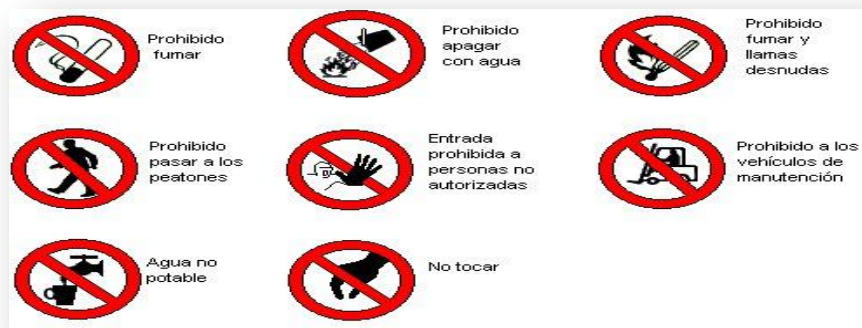 Prohibido
fumar
Prohibido
apagar
con agua
Prohibido
fumar y
llamas
desnudas
Prohibido
pasar a los
peatones
Entrada
prohibida a
personas no
autorizadas
Prohibido a los
vehículos de
manutención
Agua no
potable
No tocar